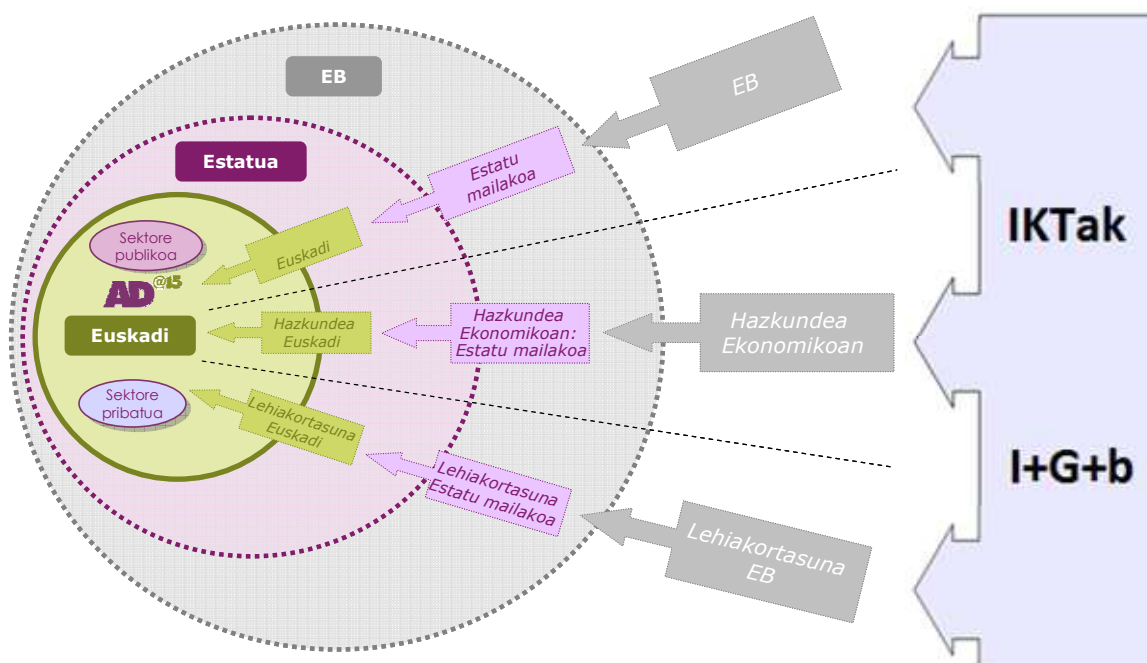 EB
EB
Estatua
Estatu
mailakoa
IKTak
Sektore
publikoa
Euskadi
AD@15
Euskadi
Hazkundea
Euskadi
Hazkundea
Ekonomikoan:
Estatu mailakoa
Hazkundea
Ekonomikoan
Sektore
pribatua
Lehiakortasuna
Euskadi
Lehiakortasuna
Estatu mailakoa
Lehiakortasuna
EB
I+G+b